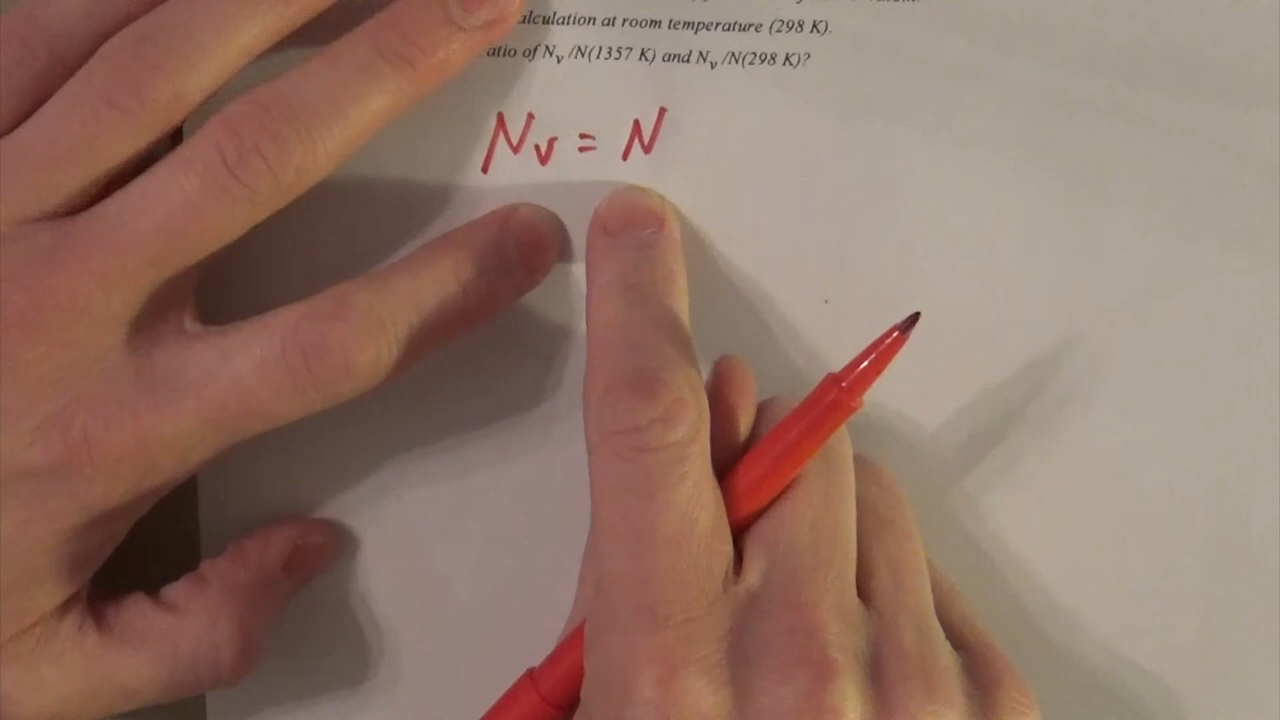 alculation at room temperature (298 K).
atio of Nv /N(1357 K) and Nv /N(298 K)?
Nv = N